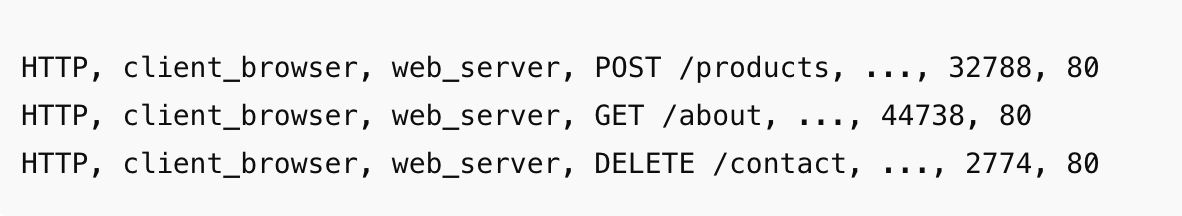 HTTP, client_browser, web_server, POST /products, ..., 32788, 80
HTTP, client_browser, web_server, GET /about, ..., 44738, 80
HTTP, client_browser, web_server, DELETE /contact, ..., 2774, 80